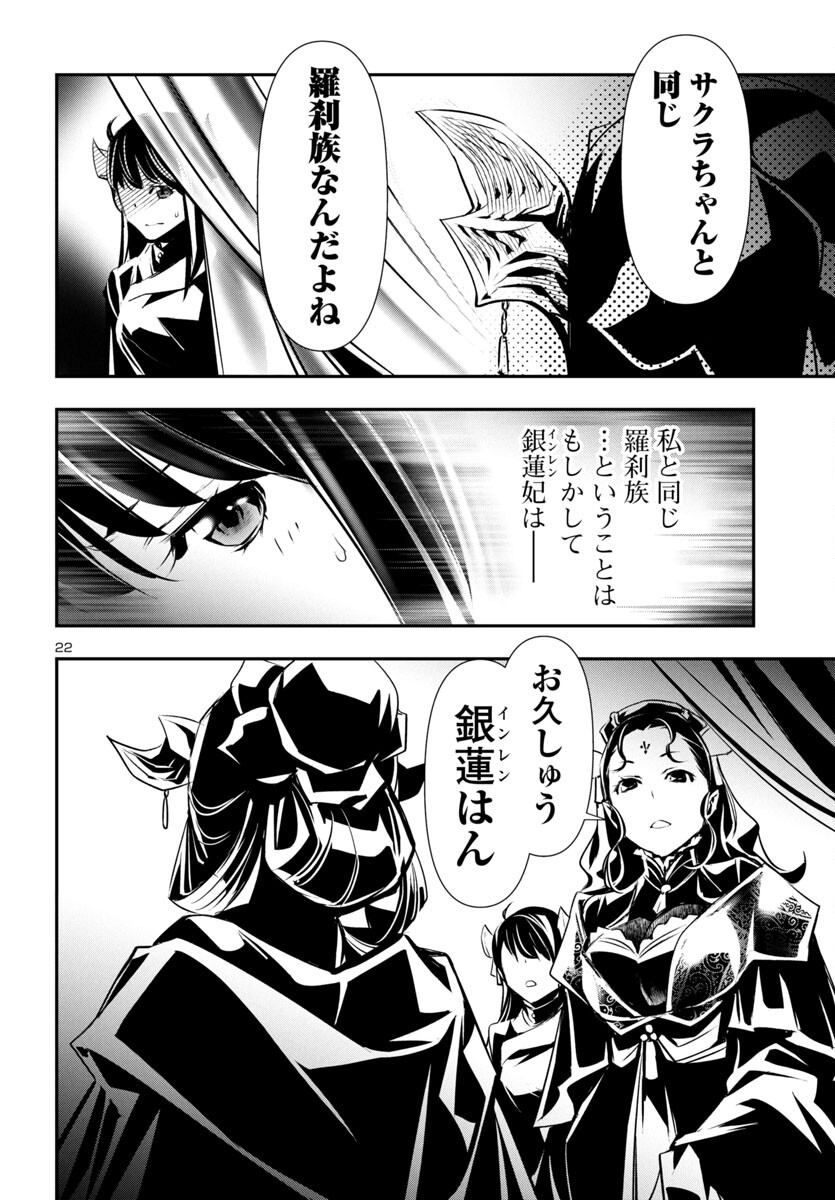 サクラちゃんと
同じ
羅刹族なんだよね
私と同じ
羅刹族
…ということは
もしかして
銀蓮妃は──
インレン
22
お久しゅう
銀蓮はん
インレン